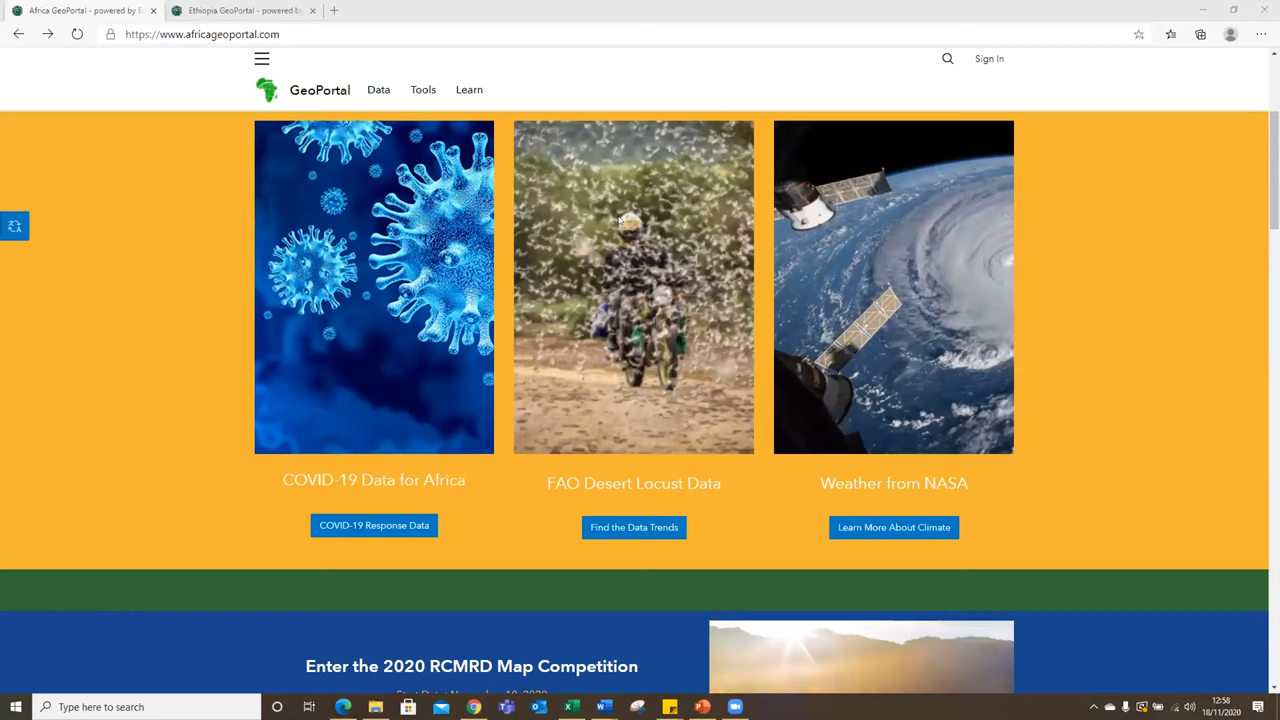 Africa GeoPortal - powered by E
Ethiopia GeoPortal - powered by
https://www.africageoportal.com
Sign In
GeoPortal
Data
Tools
Learn
COVID-19 Data for Africa
FAO Desert Locust Data
Weather from NASA
COVID-19 Response Data
Find the Data Trends
Learn More About Climate
Enter the 2020 RCMRD Map Competition
Type here to search
12:58
18/11/2020